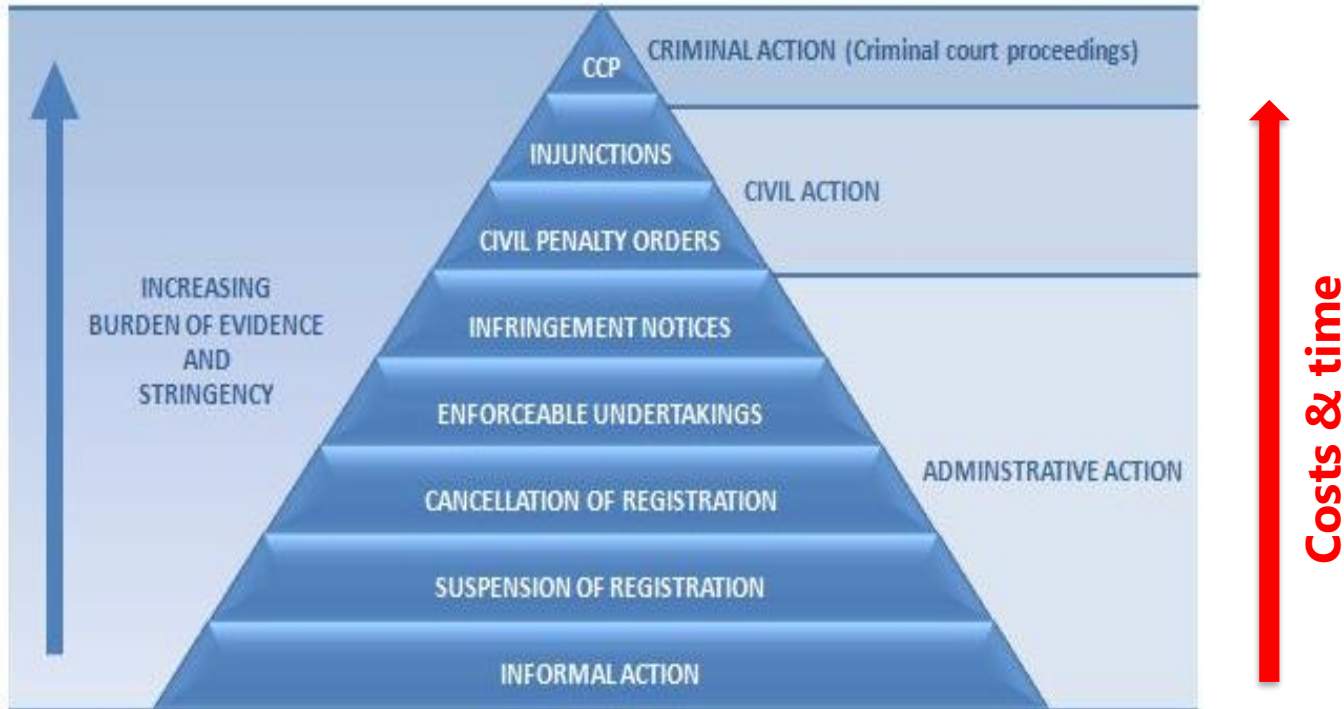 CCP
CRIMINAL ACTION (Criminal court proceedings)
INJUNCTIONS
CIVIL ACTION
CIVIL PENALTY ORDERS
INCREASING
BURDEN OF EVIDENCE
AND
STRINGENCY
INFRINGEMENT NOTICES
ENFORCEABLE UNDERTAKINGS
ADMINSTRATIVE ACTION
CANCELLATION OF REGISTRATION
SUSPENSION OF REGISTRATION
INFORMAL ACTION
Costs & time